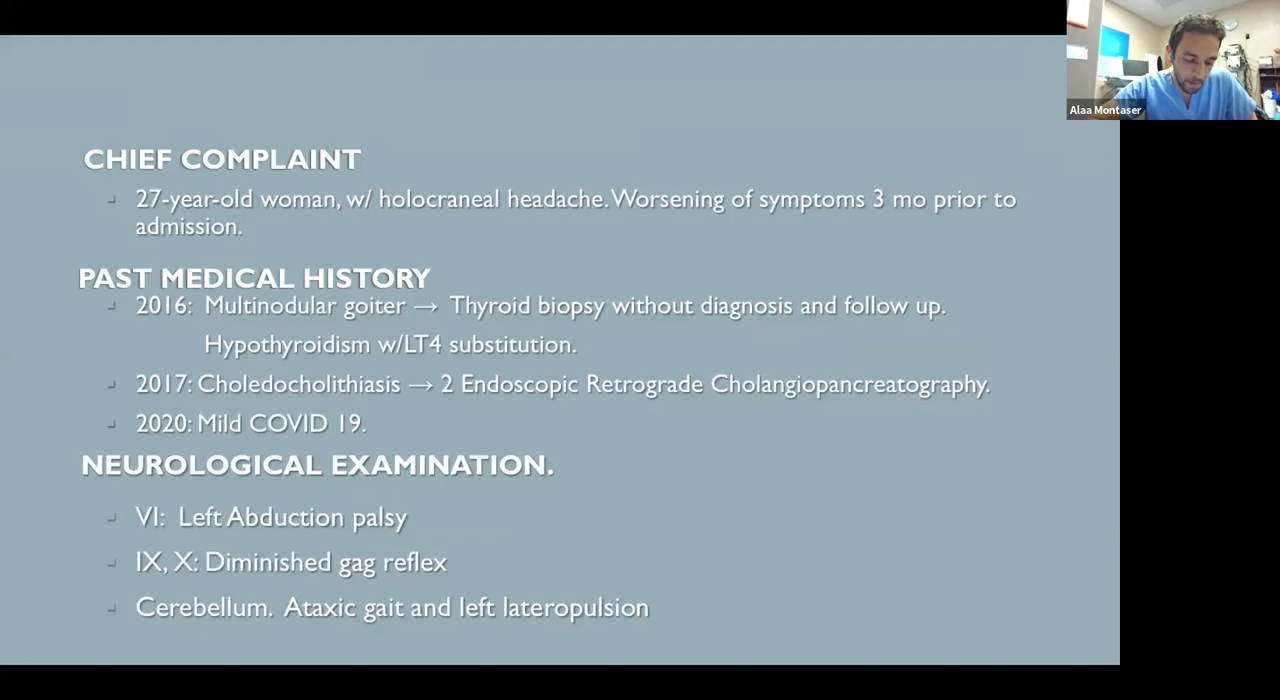 Alaa Montaser
CHIEF COMPLAINT
27-year-old woman, w/ holocraneal headache. Worsening of symptoms 3 mo prior to
admission.
PAST MEDICAL HISTORY
2016: Multinodular goiter → Thyroid biopsy without diagnosis and follow up.
Hypothyroidism w/LT4 substitution.
2017: Choledocholithiasis → 2 Endoscopic Retrograde Cholangiopancreatography.
2020: Mild COVID 19.
NEUROLOGICAL EXAMINATION.
VI: Left Abduction palsy
IX, X: Diminished gag reflex
Cerebellum. Ataxic gait and left lateropulsion